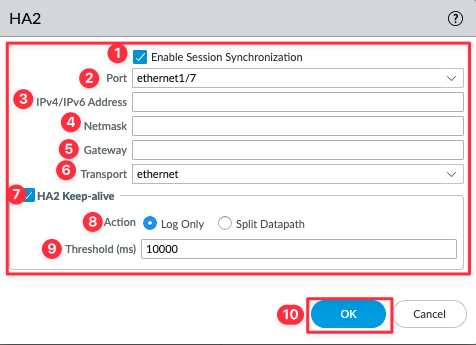 HA2 ?
1 Enable Session Synchronization
2 Port ethernet1/7
3 IPv4/IPv6 Address
4 Netmask
5 Gateway
6 Transport ethernet
7 HA2 Keep-alive
8 Action Log Only Split Datapath
9 Threshold (ms) 10000
10 OK Cancel